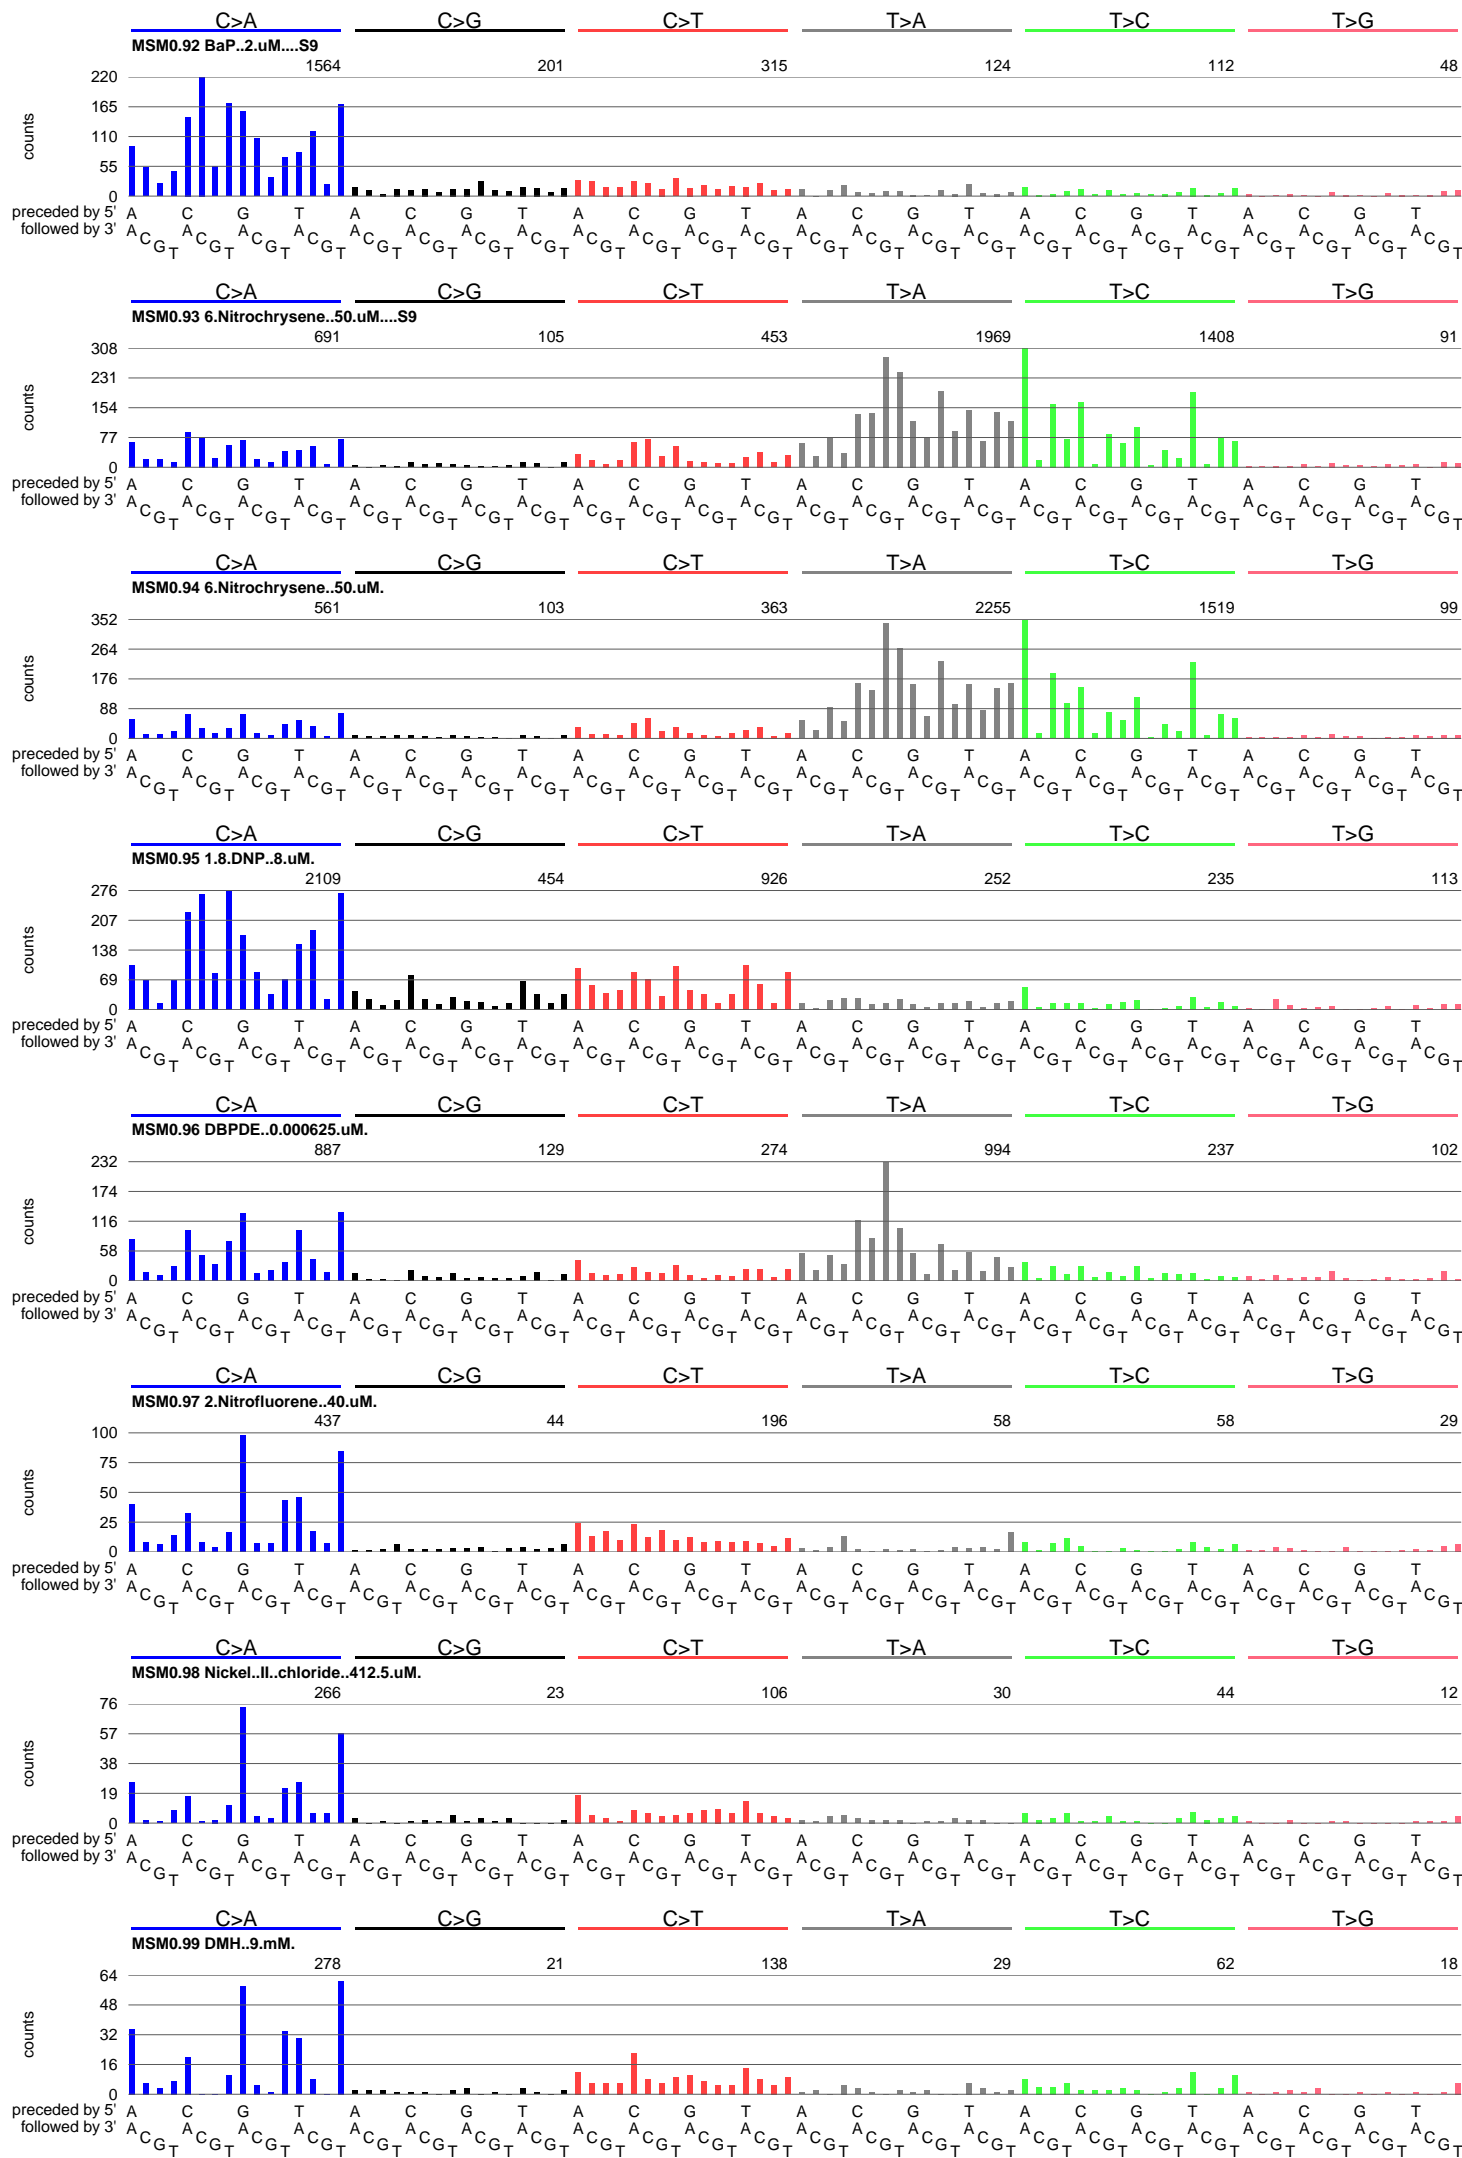 C>A C>G C>T T>A T>C T>G
MSM0.92 BaP..2.uM....S9
1564 201 315 124 112 48
220
165
110
55
0
counts
preceded by 5' A C G T A C G T A C G T A C G T A C G T A C G T
followed by 3' A C G T A C G T A C G T A C G T A C G T A C G T A C G T A C G T A C G T A C G T A C G T A C G T A C G T A C G T A C G T A C G T A C G T A C G T A C G T A C G T A C G T A C G T A C G T A C G T
C>A C>G C>T T>A T>C T>G
MSM0.93 6.Nitrochrysene..50.uM....S9
691 105 453 1969 1408 91
308
231
154
77
0
counts
preceded by 5' A C G T A C G T A C G T A C G T A C G T A C G T
followed by 3' A C G T A C G T A C G T A C G T A C G T A C G T A C G T A C G T A C G T A C G T A C G T A C G T A C G T A C G T A C G T A C G T A C G T A C G T A C G T A C G T A C G T A C G T A C G T A C G T
C>A C>G C>T T>A T>C T>G
MSM0.94 6.Nitrochrysene..50.uM.
561 103 363 2255 1519 99
352
264
176
88
0
counts
preceded by 5' A C G T A C G T A C G T A C G T A C G T A C G T
followed by 3' A C G T A C G T A C G T A C G T A C G T A C G T A C G T A C G T A C G T A C G T A C G T A C G T A C G T A C G T A C G T A C G T A C G T A C G T A C G T A C G T A C G T A C G T A C G T A C G T
C>A C>G C>T T>A T>C T>G
MSM0.95 1.8.DNP..8.uM.
2109 454 926 252 235 113
276
207
138
69
0
counts
preceded by 5' A C G T A C G T A C G T A C G T A C G T A C G T
followed by 3' A C G T A C G T A C G T A C G T A C G T A C G T A C G T A C G T A C G T A C G T A C G T A C G T A C G T A C G T A C G T A C G T A C G T A C G T A C G T A C G T A C G T A C G T A C G T A C G T
C>A C>G C>T T>A T>C T>G
MSM0.96 DBPDE..0.000625.uM.
887 129 274 994 237 102
232
174
116
58
0
counts
preceded by 5' A C G T A C G T A C G T A C G T A C G T A C G T
followed by 3' A C G T A C G T A C G T A C G T A C G T A C G T A C G T A C G T A C G T A C G T A C G T A C G T A C G T A C G T A C G T A C G T A C G T A C G T A C G T A C G T A C G T A C G T A C G T A C G T
C>A C>G C>T T>A T>C T>G
MSM0.97 2.Nitrofluorene..40.uM.
437 44 196 58 58 29
100
75
50
25
0
counts
preceded by 5' A C G T A C G T A C G T A C G T A C G T A C G T
followed by 3' A C G T A C G T A C G T A C G T A C G T A C G T A C G T A C G T A C G T A C G T A C G T A C G T A C G T A C G T A C G T A C G T A C G T A C G T A C G T A C G T A C G T A C G T A C G T A C G T
C>A C>G C>T T>A T>C T>G
MSM0.98 Nickel..II..chloride..412.5.uM.
266 23 106 30 44 12
76
57
38
19
0
counts
preceded by 5' A C G T A C G T A C G T A C G T A C G T A C G T
followed by 3' A C G T A C G T A C G T A C G T A C G T A C G T A C G T A C G T A C G T A C G T A C G T A C G T A C G T A C G T A C G T A C G T A C G T A C G T A C G T A C G T A C G T A C G T A C G T A C G T
C>A C>G C>T T>A T>C T>G
MSM0.99 DMH..9.mM.
278 21 138 29 62 18
64
48
32
16
0
counts
preceded by 5' A C G T A C G T A C G T A C G T A C G T A C G T
followed by 3' A C G T A C G T A C G T A C G T A C G T A C G T A C G T A C G T A C G T A C G T A C G T A C G T A C G T A C G T A C G T A C G T A C G T A C G T A C G T A C G T A C G T A C G T A C G T A C G T